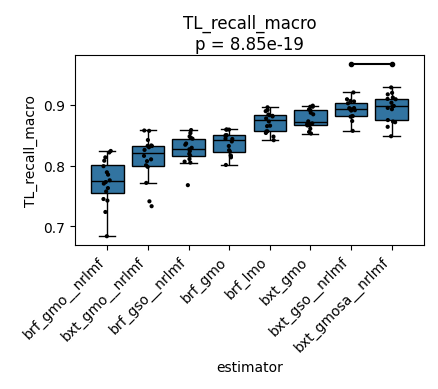 TL_recall_macro
p = 8.85e-19
TL_recall_macro
0.9
0.8
0.7
brf_gmo__nrlmf
bxt_gmo__nrlmf
brf_gso__nrlmf
brf_gmo
brf_lmo
bxt_gmo
bxt_gso__nrlmf
bxt_gmosa__nrlmf
estimator